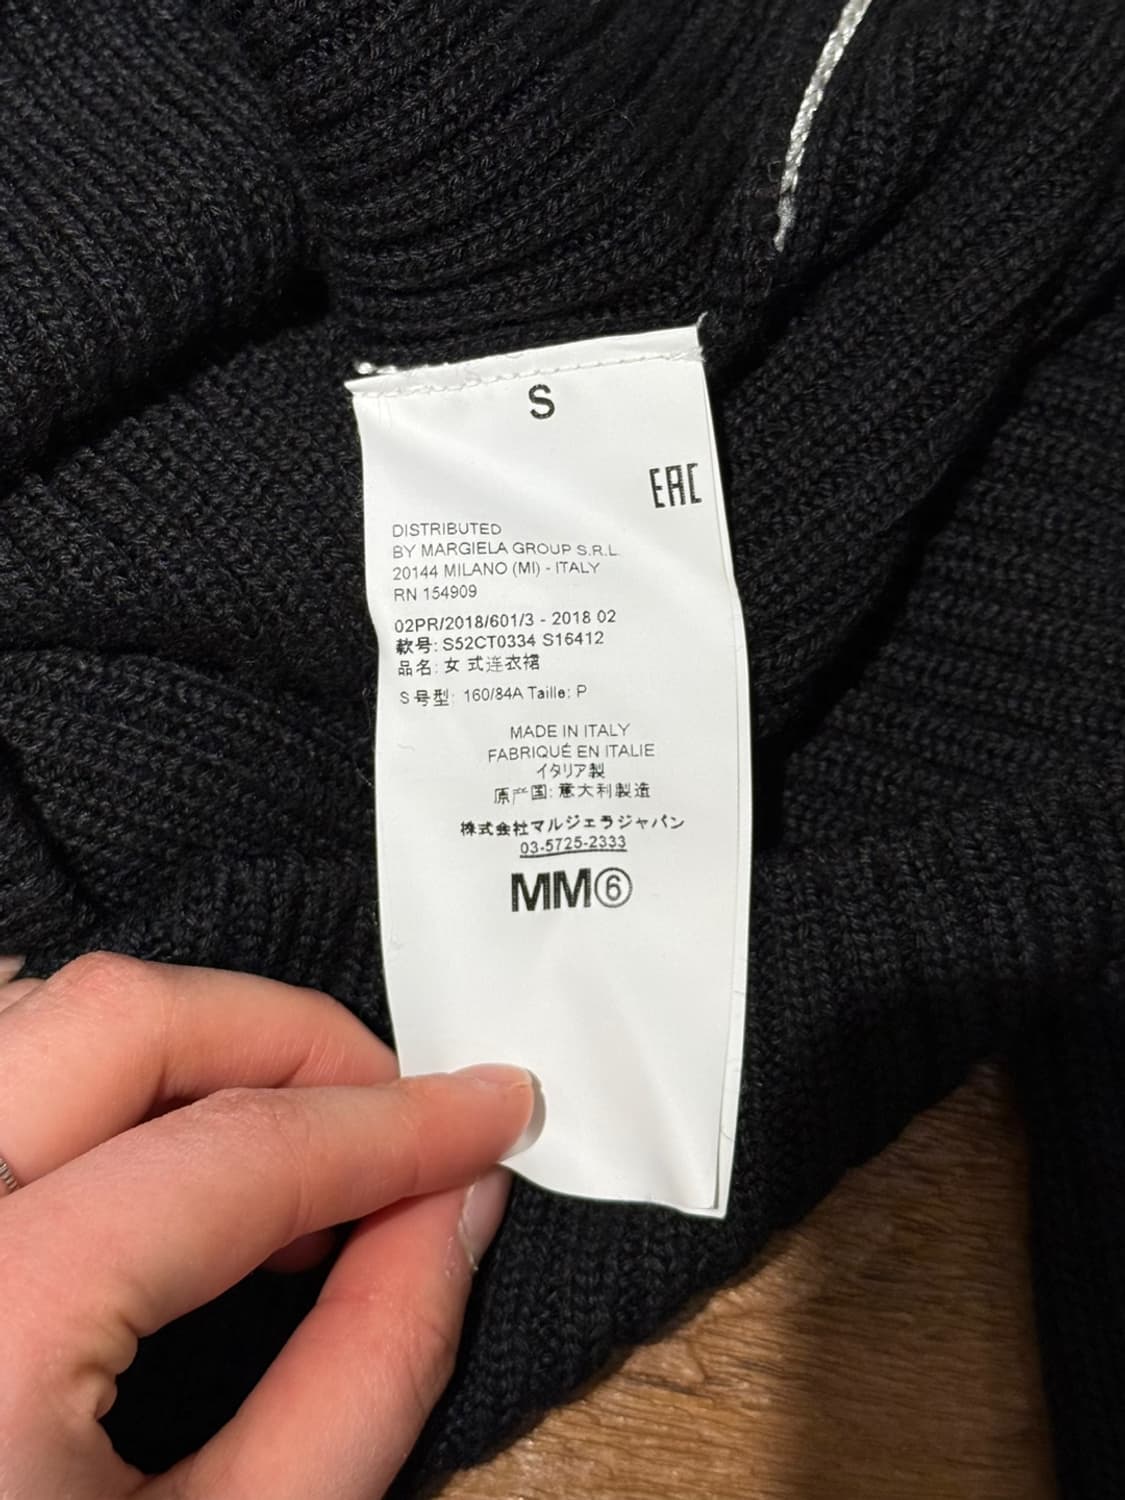 S
EAC
DISTRIBUTED
BY MARGIELA GROUP S.R.L.
20144 MILANO (MI) - ITALY
RN 154909
02PR/2018/601/3 - 2018 02
款号: S52CT0334 S16412
品名: 女 式连衣裙
S 号型: 160/84A Taille: P
MADE IN ITALY
FABRIQUÉ EN ITALIE
イタリア製
原产国: 意大利製造
株式会社マルジェラジャパン
03-5725-2333
MM⑥